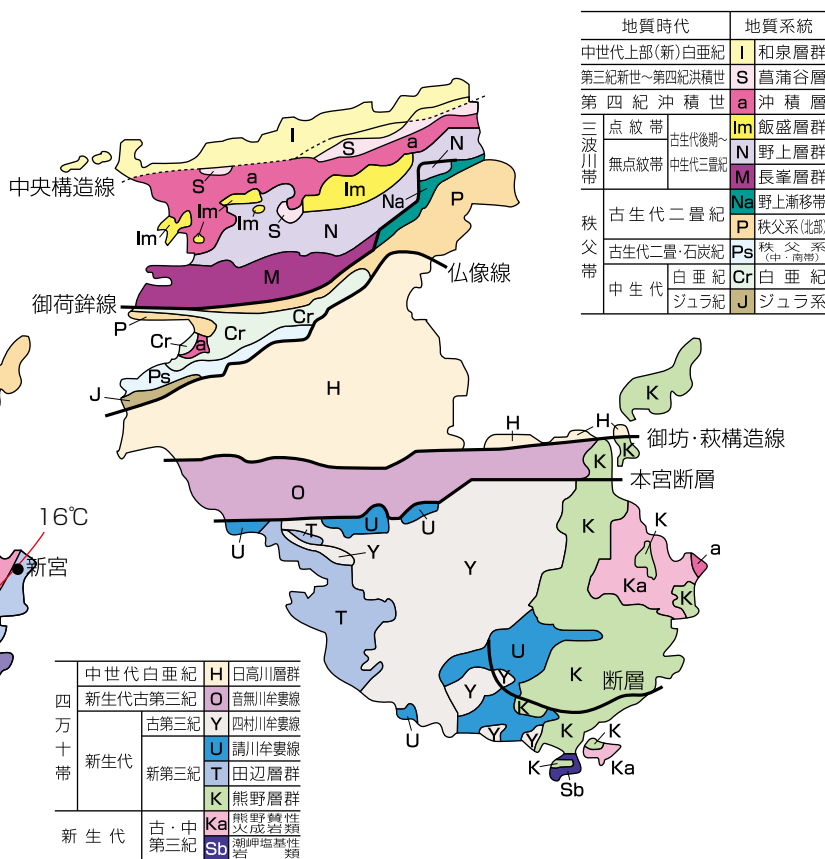 地質時代 地質系統
中世代上部(新)白亜紀 I 和泉層群
第三紀新世～第四紀洪積世 S 菖蒲谷層
第四紀沖積世 a 沖積層
三波川帯 点紋帯 古生代後期～中生代三畳紀 Im 飯盛層群
無点紋帯 N 野上層群
M 長峯層群
秩父帯 古生代二畳紀 Na 野上漸移帯
P 秩父系(北部)
古生代二畳・石炭紀 Ps 秩父系(中・南帯)
中生代 白亜紀 Cr 白亜紀
ジュラ紀 J ジュラ系
I
S
a
N
中央構造線
S
a
Im
Na
P
Im
Im
Im
S
N
M
仏像線
御荷鉾線
P
Cr
Cr
Cr
a
Ps
J
H
K
H
H
御坊・萩構造線
K
K
本宮断層
O
16℃
新宮
U
T
U
U
Y
K
K
a
Y
Ka
K
T
U
Y
K
断層
Y
K
U
Y
Y
K
K
K
Ka
Sb
四万十帯 中世代白亜紀 H 日高川層群
新生代古第三紀 O 音無川牟婁線
新生代 古第三紀 Y 四村川牟婁線
新第三紀 U 請川牟婁線
T 田辺層群
K 熊野層群
新生代 古・中第三紀 Ka 熊野酸性火成岩類
Sb 潮岬塩基性岩類